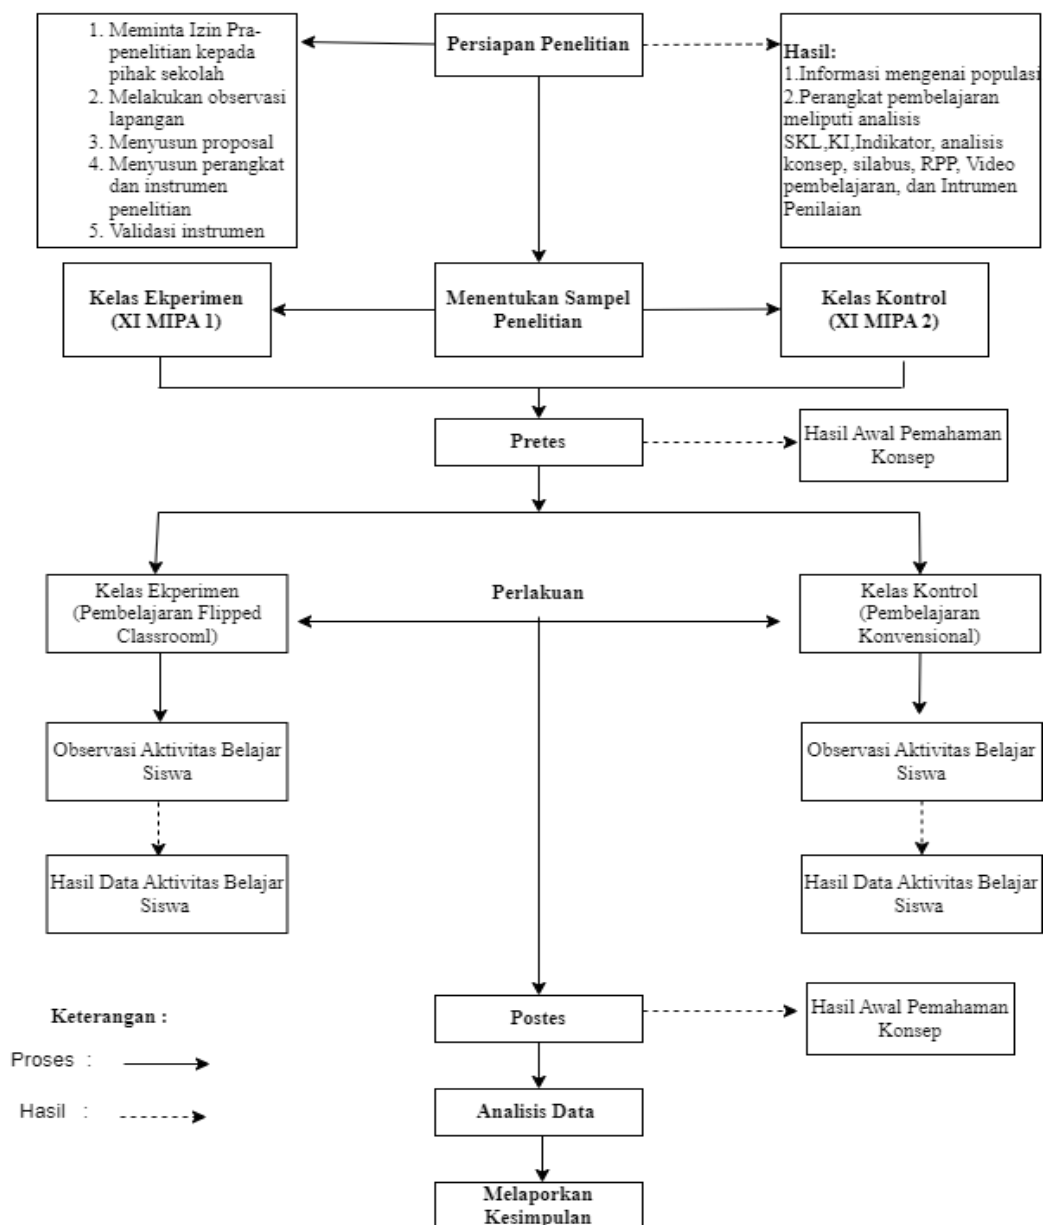 1. Meminta Izin Pra-
penelitian kepada
pihak sekolah
2. Melakukan observasi
lapangan
3. Menyusun proposal
4. Menyusun perangkat
dan instrumen
penelitian
5. Validasi instrumen
Persiapan Penelitian
Hasil:
1.Informasi mengenai populasi
2.Perangkat pembelajaran
meliputi analisis
SKL,KI,Indikator, analisis
konsep, silabus, RPP, Video
pembelajaran, dan Intrumen
Penilaian
Kelas Ekperimen
(XI MIPA 1)
Menentukan Sampel
Penelitian
Kelas Kontrol
(XI MIPA 2)
Pretes
Hasil Awal Pemahaman
Konsep
Kelas Ekperimen
(Pembelajaran Flipped
Classrooml)
Perlakuan
Kelas Kontrol
(Pembelajaran
Konvensional)
Observasi Aktivitas Belajar
Siswa
Observasi Aktivitas Belajar
Siswa
Hasil Data Aktivitas Belajar
Siswa
Hasil Data Aktivitas Belajar
Siswa
Postes
Hasil Awal Pemahaman
Konsep
Keterangan :
Proses :
Hasil :
Analisis Data
Melaporkan
Kesimpulan